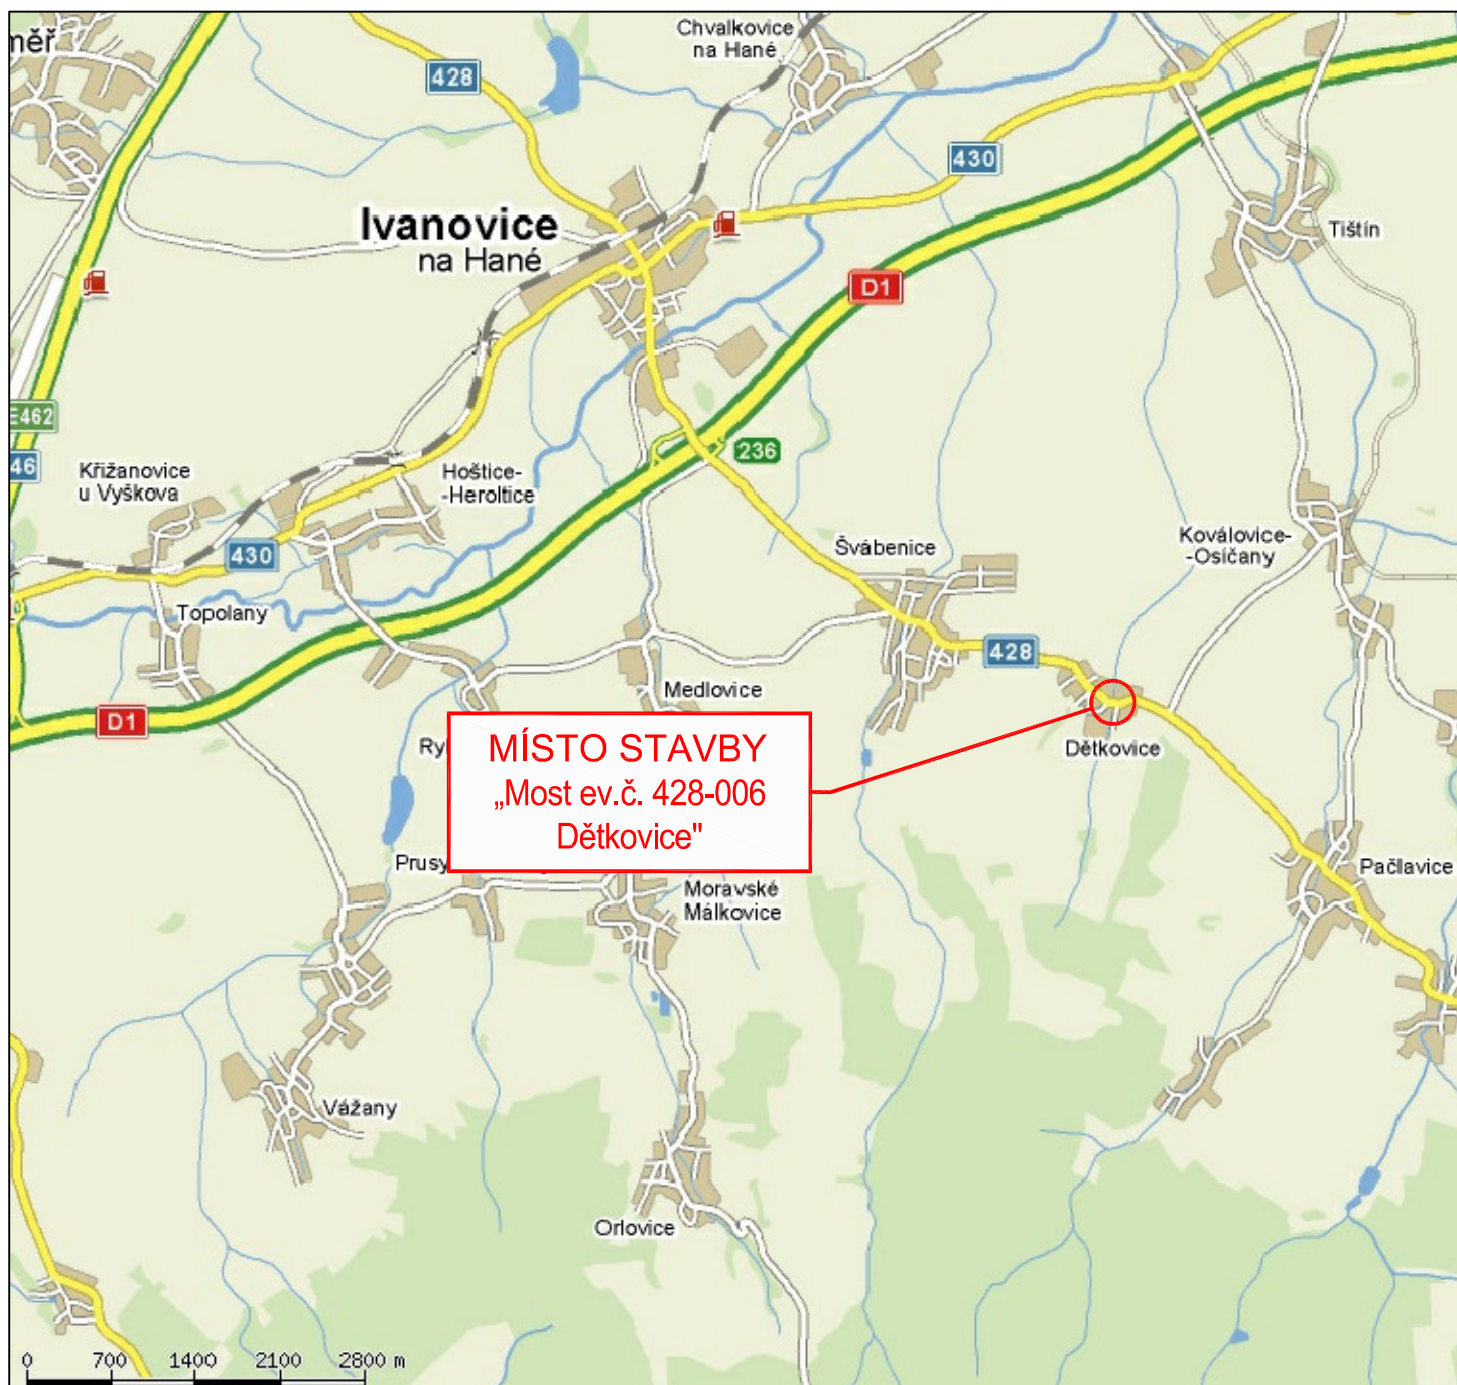 měř
Chvalkovice
na Hané
428
430
Ivanovice
na Hané
Tištín
D1
E462
46
236
Křižanovice
u Vyškova
Hoštice-
-Heroltice
Švábenice
Koválovice-
-Osíčany
430
Topolany
428
Medlovice
D1
Ry
MÍSTO STAVBY
„Most ev.č. 428-006
Dětkovice"
Dětkovice
Prusy
Pačlavice
Moravské
Málkovice
Vážany
Orlovice
0 700 1400 2100 2800 m